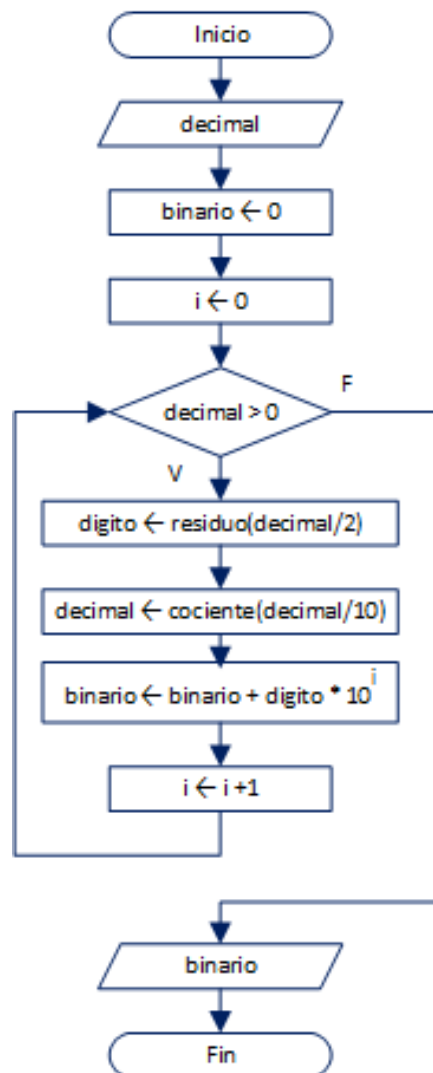 Inicio
decimal
binario ← 0
i ← 0
decimal > 0
F
V
digito ← residuo(decimal/2)
decimal ← cociente(decimal/10)
binario ← binario + digito * 10^i
i ← i +1
binario
Fin